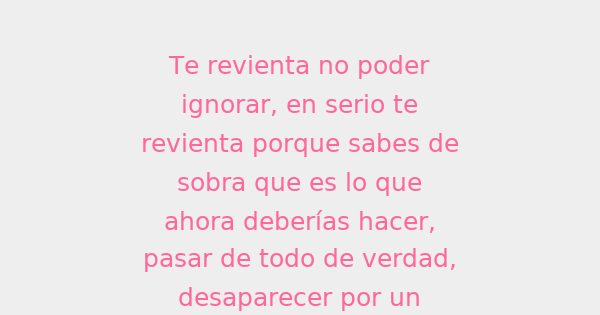 Te revienta no poder
ignorar, en serio te
revienta porque sabes de
sobra que es lo que
ahora deberías hacer,
pasar de todo de verdad,
desaparecer por un